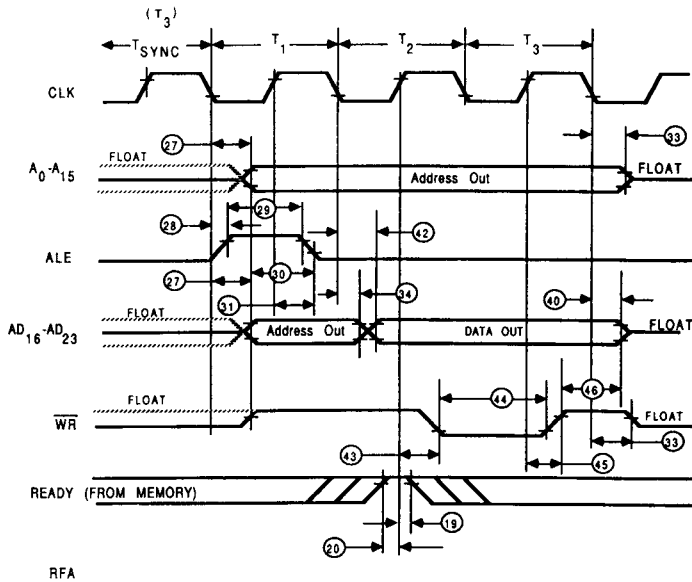 (T3)
TSYNC T1 T2 T3
CLK
27 33
FLOAT FLOAT
A0-A15 Address Out
28 29 42
ALE
27 30
31 34 40
FLOAT FLOAT
AD16-AD23 Address Out DATA OUT
44 46
FLOAT FLOAT
WR
33
43 45
READY (FROM MEMORY)
19
20
RFA